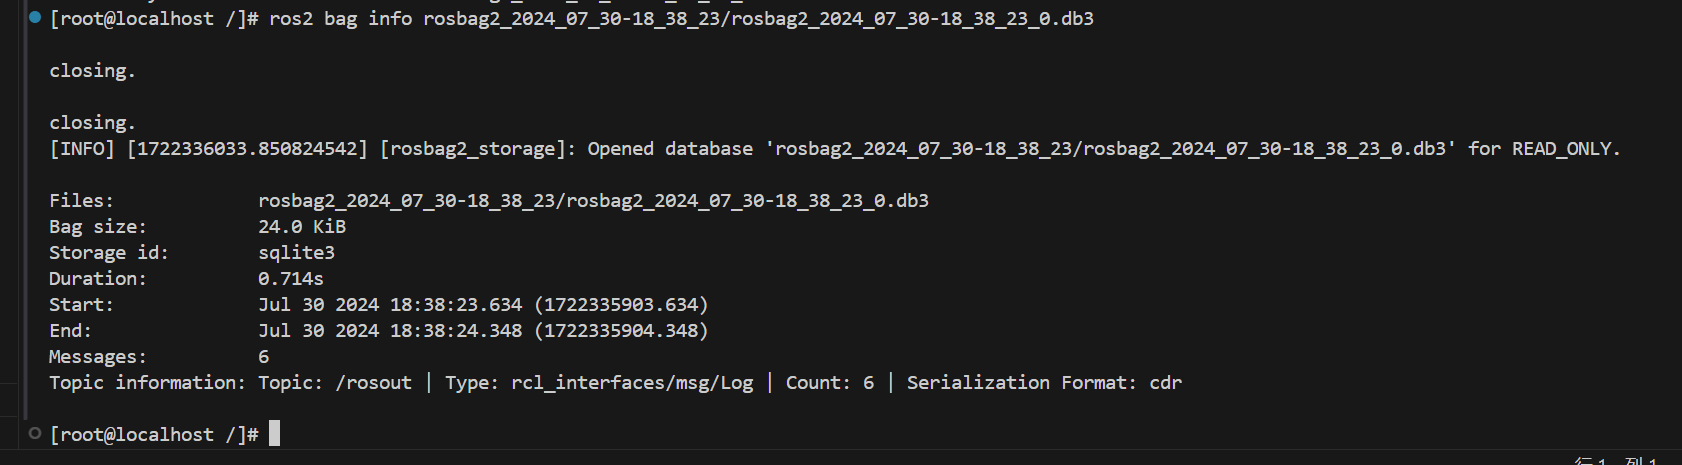 [root@localhost /]# ros2 bag info rosbag2_2024_07_30-18_38_23/rosbag2_2024_07_30-18_38_23_0.db3
closing.
closing.
[INFO] [1722336033.850824542] [rosbag2_storage]: Opened database 'rosbag2_2024_07_30-18_38_23/rosbag2_2024_07_30-18_38_23_0.db3' for READ_ONLY.
Files: rosbag2_2024_07_30-18_38_23/rosbag2_2024_07_30-18_38_23_0.db3
Bag size: 24.0 KiB
Storage id: sqlite3
Duration: 0.714s
Start: Jul 30 2024 18:38:23.634 (1722335903.634)
End: Jul 30 2024 18:38:24.348 (1722335904.348)
Messages: 6
Topic information: Topic: /rosout | Type: rcl_interfaces/msg/Log | Count: 6 | Serialization Format: cdr
[root@localhost /]#